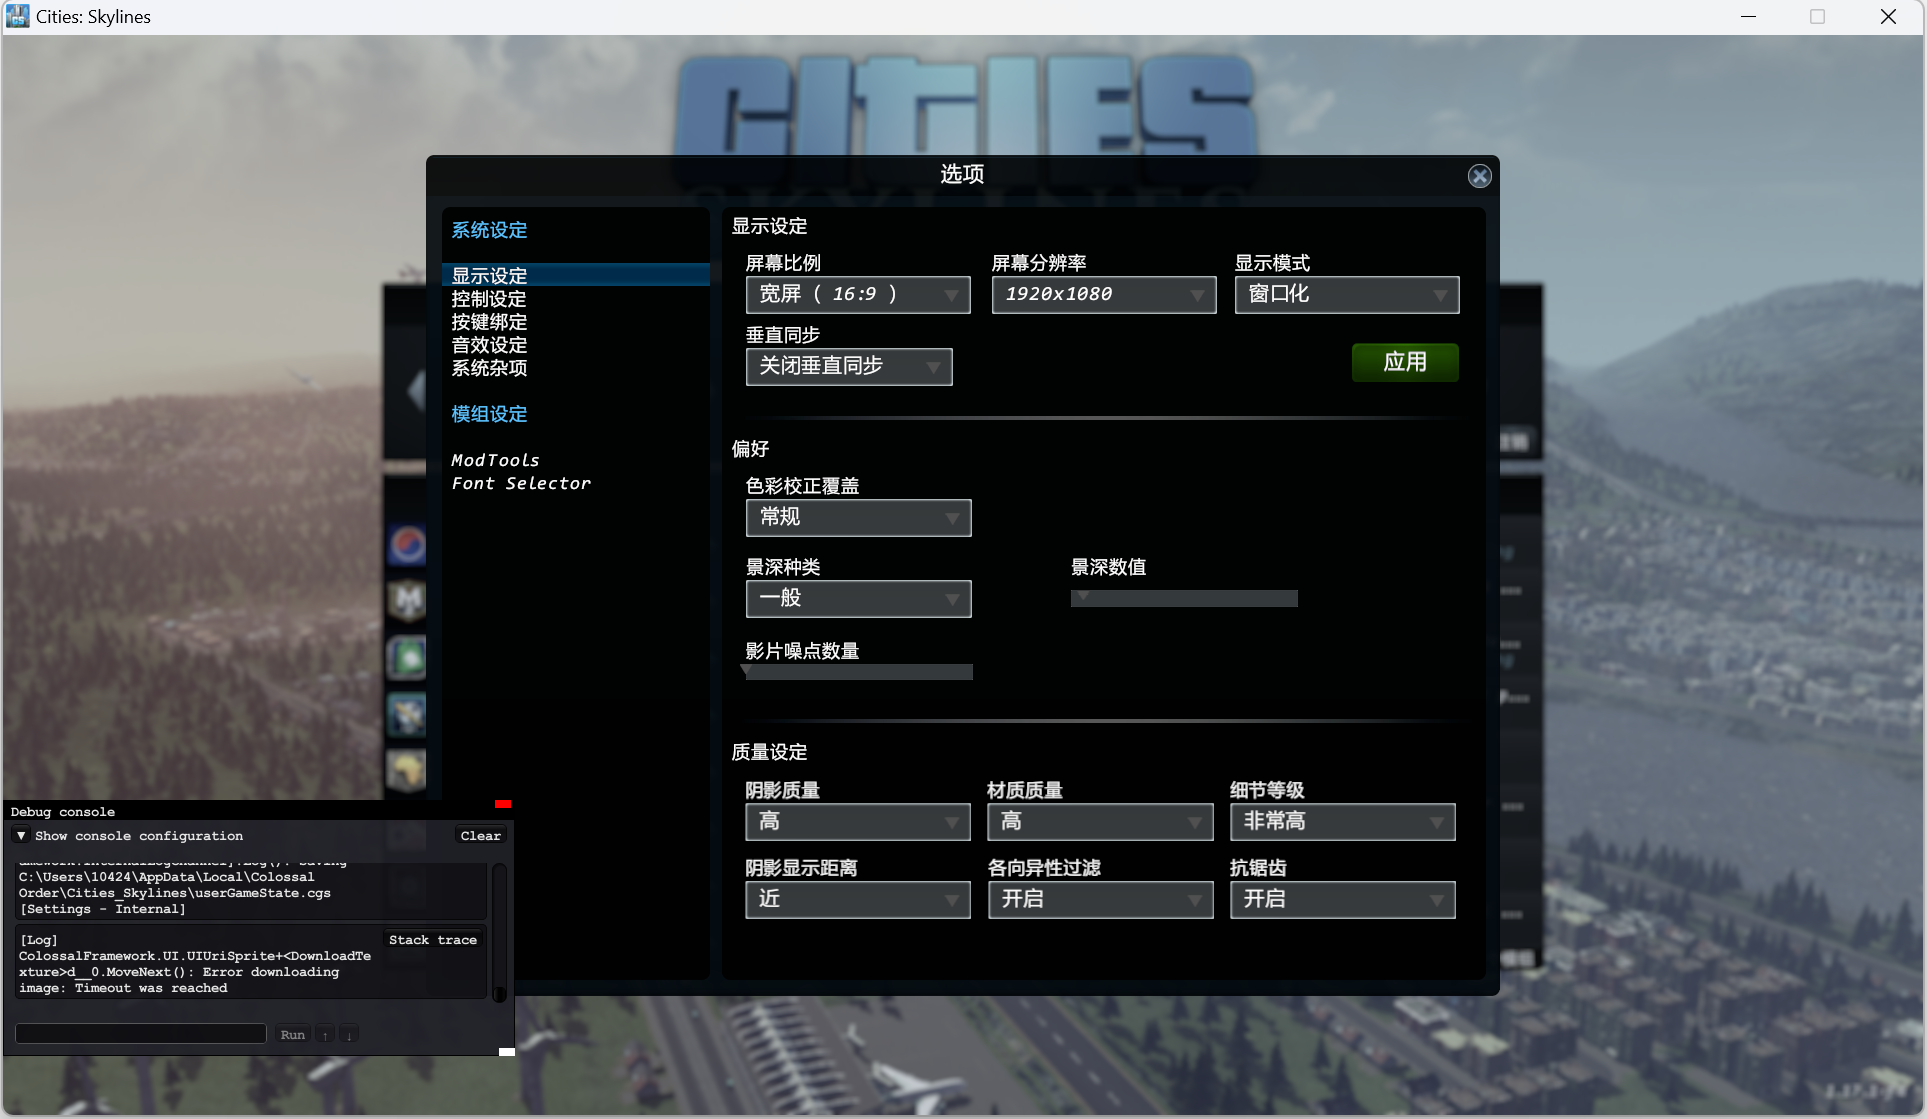 Cities: Skylines
CITIES
SKYLINES
选项
系统设定
显示设定
控制设定
按键绑定
音效设定
系统杂项
模组设定
ModTools
Font Selector
显示设定
屏幕比例
屏幕分辨率
显示模式
宽屏 ( 16:9 )
1920x1080
窗口化
垂直同步
关闭垂直同步
应用
偏好
色彩校正覆盖
常规
景深种类
景深数值
一般
影片噪点数量
质量设定
阴影质量
材质质量
细节等级
高
高
非常高
阴影显示距离
各向异性过滤
抗锯齿
近
开启
开启
Debug console
▼ Show console configuration
Clear
C:\Users\10424\AppData\Local\Colossal
Order\Cities_Skylines\userGameState.cgs
[Settings - Internal]
[Log]
Stack trace
ColossalFramework.UI.UIUriSprite+<DownloadTe
xture>d__0.MoveNext(): Error downloading
image: Timeout was reached
Run ↑ ↓